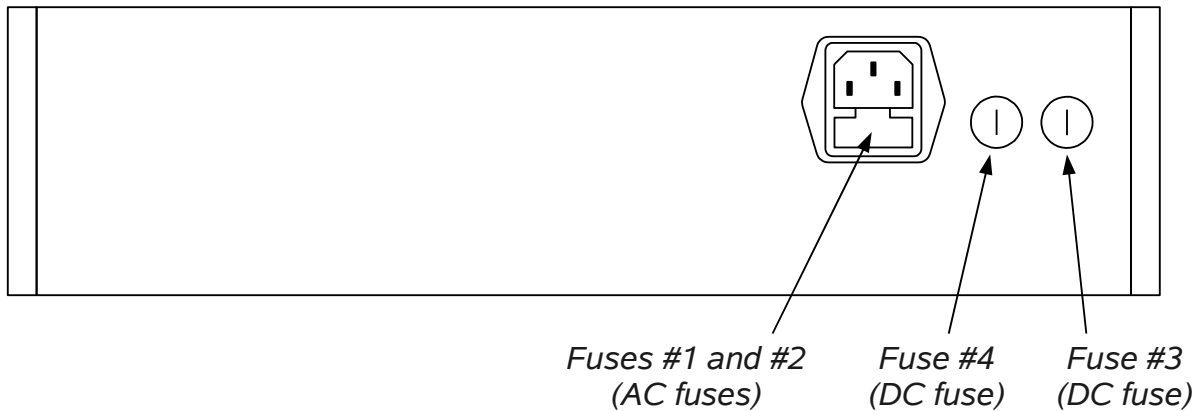 Fuses #1 and #2
(AC fuses)
Fuse #4
(DC fuse)
Fuse #3
(DC fuse)